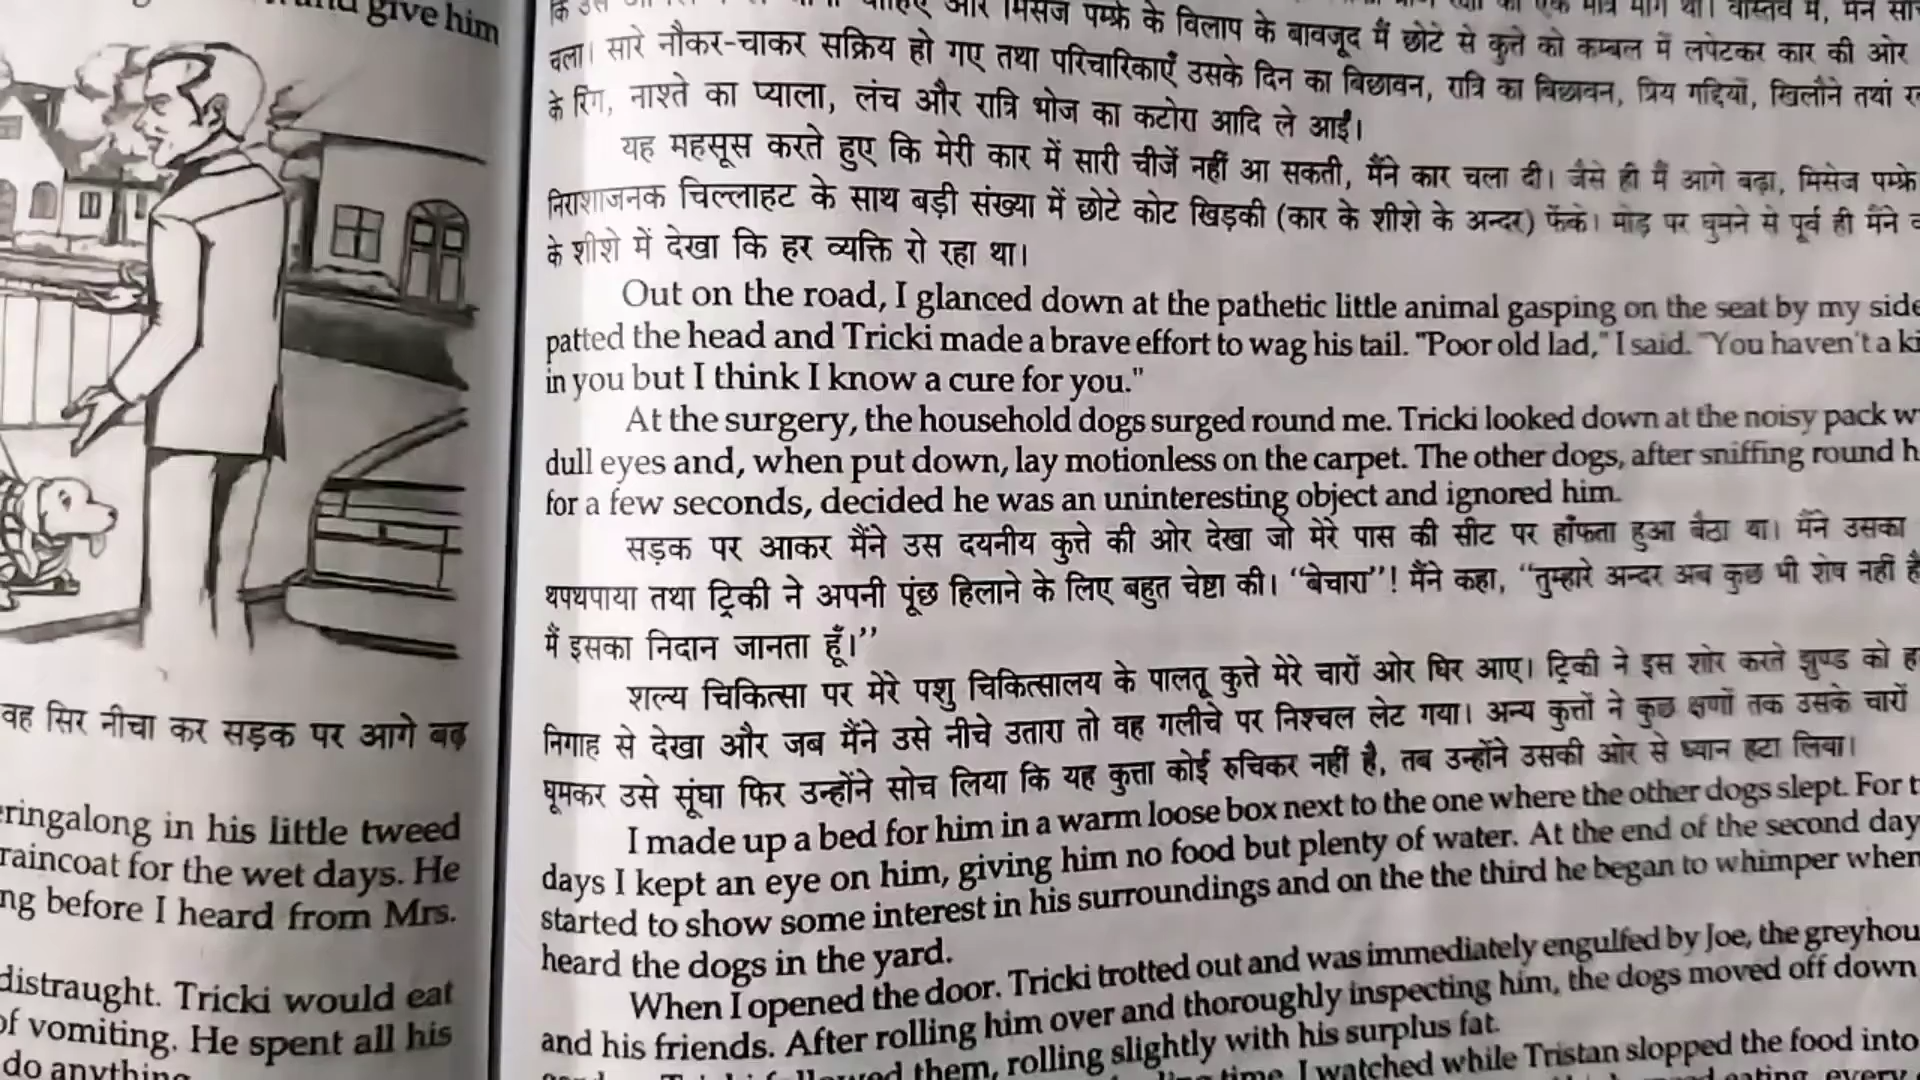 give him
वह सिर नीचा कर सड़क पर आगे बढ़
in his little tweed
raincoat for the wet days. He
before I heard from Mrs.
distraught. Tricki would eat
of vomiting. He spent all his
do anything
मिसेज पम्फ्रे के विलाप के बावजूद मैं छोटे से कुत्ते को कम्बल में लपेटकर कार की ओर
चला। सारे नौकर-चाकर सक्रिय हो गए तथा परिचारिकाएँ उसके दिन का बिछावन, रात्रि का बिछावन, प्रिय गद्दियाँ, खिलौने तथा
के रिंग, नाश्ते का प्याला, लंच और रात्रि भोज का कटोरा आदि ले आईं।
यह महसूस करते हुए कि मेरी कार में सारी चीजें नहीं आ सकती, मैंने कार चला दी। जैसे ही मैं आगे बढ़ा, मिसेज पम्फ्रे
निराशाजनक चिल्लाहट के साथ बड़ी संख्या में छोटे कोट खिड़की (कार के शीशे के अन्दर) फेंके। मोड़ पर घुमने से पूर्व ही मैंने
के शीशे में देखा कि हर व्यक्ति रो रहा था।
Out on the road, I glanced down at the pathetic little animal gasping on the seat by my side
patted the head and Tricki made a brave effort to wag his tail. "Poor old lad," I said. "You haven't a
in you but I think I know a cure for you."
At the surgery, the household dogs surged round me. Tricki looked down at the noisy pack
dull eyes and, when put down, lay motionless on the carpet. The other dogs, after sniffing round
for a few seconds, decided he was an uninteresting object and ignored him.
सड़क पर आकर मैंने उस दयनीय कुत्ते की ओर देखा जो मेरे पास की सीट पर हाँफता हुआ बैठा था। मैंने उसका
थपथपाया तथा ट्रिकी ने अपनी पूंछ हिलाने के लिए बहुत चेष्टा की। "बेचारा"! मैंने कहा, "तुम्हारे अन्दर अब कुछ भी शेष नहीं
मैं इसका निदान जानता हूँ।"
शल्य चिकित्सा पर मेरे पशु चिकित्सालय के पालतू कुत्ते मेरे चारों ओर घिर आए। ट्रिकी ने इस शोर करते झुण्ड को
निगाह से देखा और जब मैंने उसे नीचे उतारा तो वह गलीचे पर निश्चल लेट गया। अन्य कुत्तों ने कुछ क्षणों तक उसके चारों
घूमकर उसे सूंघा फिर उन्होंने सोच लिया कि यह कुत्ता कोई रुचिकर नहीं है, तब उन्होंने उसकी ओर से ध्यान हटा लिया।
I made up a bed for him in a warm loose box next to the one where the other dogs slept. For
days I kept an eye on him, giving him no food but plenty of water. At the end of the second day
started to show some interest in his surroundings and on the the third he began to whimper when
heard the dogs in the yard.
When I opened the door. Tricki trotted out and was immediately engulfed by Joe, the
and his friends. After rolling him over and thoroughly inspecting him, the dogs moved off down
them, rolling slightly with his surplus fat.
I watched while Tristan slopped the food into